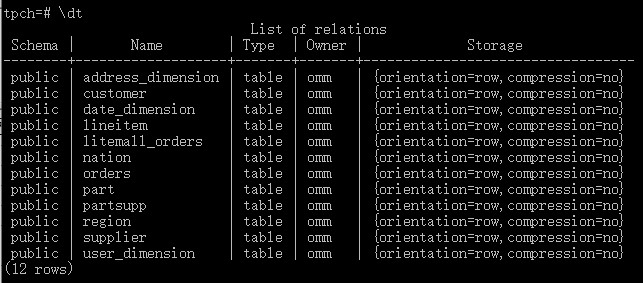 tpch=# \dt
List of relations
Schema | Name | Type | Owner | Storage
--------+-------------------+-------+-------+----------------------------------
public | address_dimension | table | omm | {orientation=row,compression=no}
public | customer | table | omm | {orientation=row,compression=no}
public | date_dimension | table | omm | {orientation=row,compression=no}
public | lineitem | table | omm | {orientation=row,compression=no}
public | litemall_orders | table | omm | {orientation=row,compression=no}
public | nation | table | omm | {orientation=row,compression=no}
public | orders | table | omm | {orientation=row,compression=no}
public | part | table | omm | {orientation=row,compression=no}
public | partsupp | table | omm | {orientation=row,compression=no}
public | region | table | omm | {orientation=row,compression=no}
public | supplier | table | omm | {orientation=row,compression=no}
public | user_dimension | table | omm | {orientation=row,compression=no}
(12 rows)